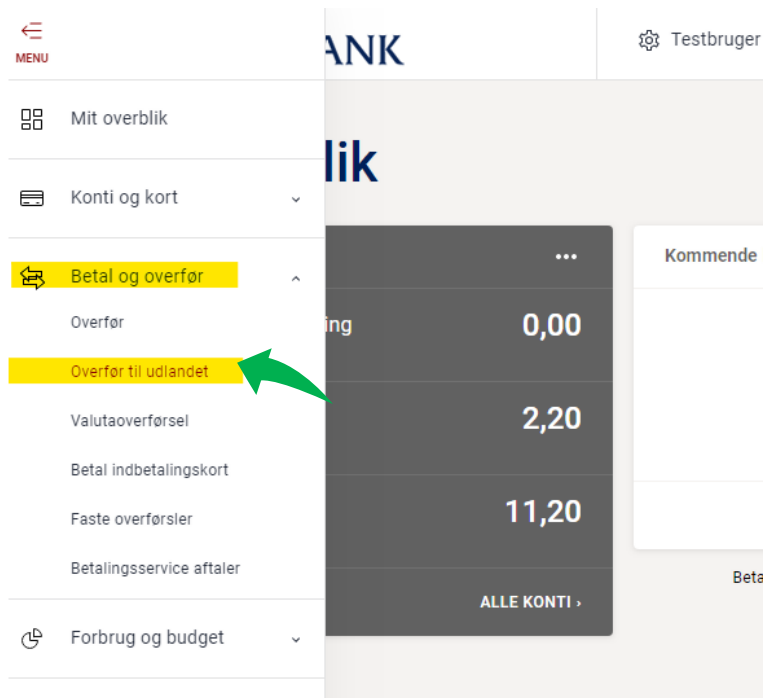 MENU
ANK
Testbruger
Mit overblik
lik
Konti og kort
Kommende
Betal og overfør
Overfør
ing
0,00
Overfør til udlandet
Valutaoverførsel
2,20
Betal indbetalingskort
Faste overførsler
11,20
Betalingsservice aftaler
Beta
ALLE KONTI ›
Forbrug og budget